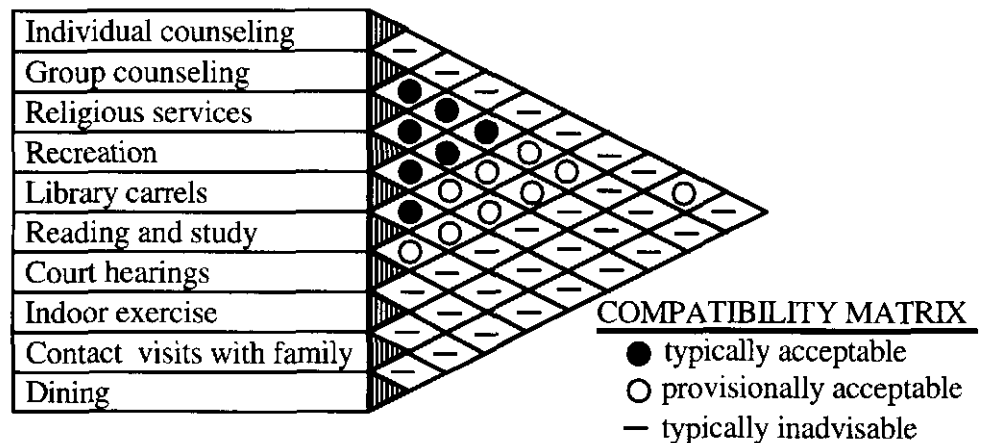 Individual counseling
Group counseling
Religious services
Recreation
Library carrels
Reading and study
Court hearings
Indoor exercise
Contact visits with family
Dining
COMPATIBILITY MATRIX
typically acceptable
provisionally acceptable
typically inadvisable